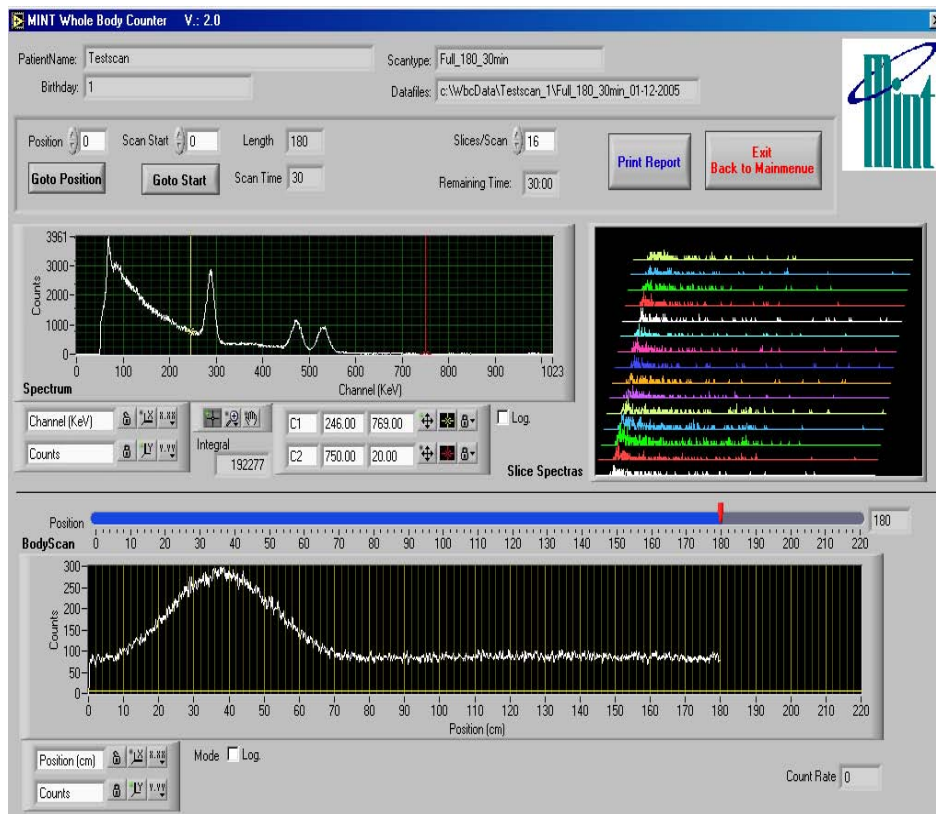 MINT Whole Body Counter V.: 2.0
PatientName: Testscan
Scantype: Full_180_30min
Birthday: 1
Datafiles: c:\WbcData\Testscan_1\Full_180_30min_01-12-2005
mint
Position 0 Scan Start 0 Length 180 Slices/Scan 16
Goto Position Goto Start Scan Time 30 Remaining Time: 30:00
Print Report
Exit
Back to Mainmenue
3961
3000
2000
1000
0
Counts
0 100 200 300 400 500 600 700 800 900 1023
Channel (KeV)
Spectrum
Channel (KeV) X.XX
Counts Y.YY
Integral
192277
C1 246.00 769.00
C2 750.00 20.00
Log.
Slice Spectras
Position 180
BodyScan 0 10 20 30 40 50 60 70 80 90 100 110 120 130 140 150 160 170 180 190 200 210 220
300
250
200
150
100
50
0
Counts
0 10 20 30 40 50 60 70 80 90 100 110 120 130 140 150 160 170 180 190 200 210 220
Position (cm)
Position (cm) X.XX
Counts Y.YY
Mode Log.
Count Rate 0